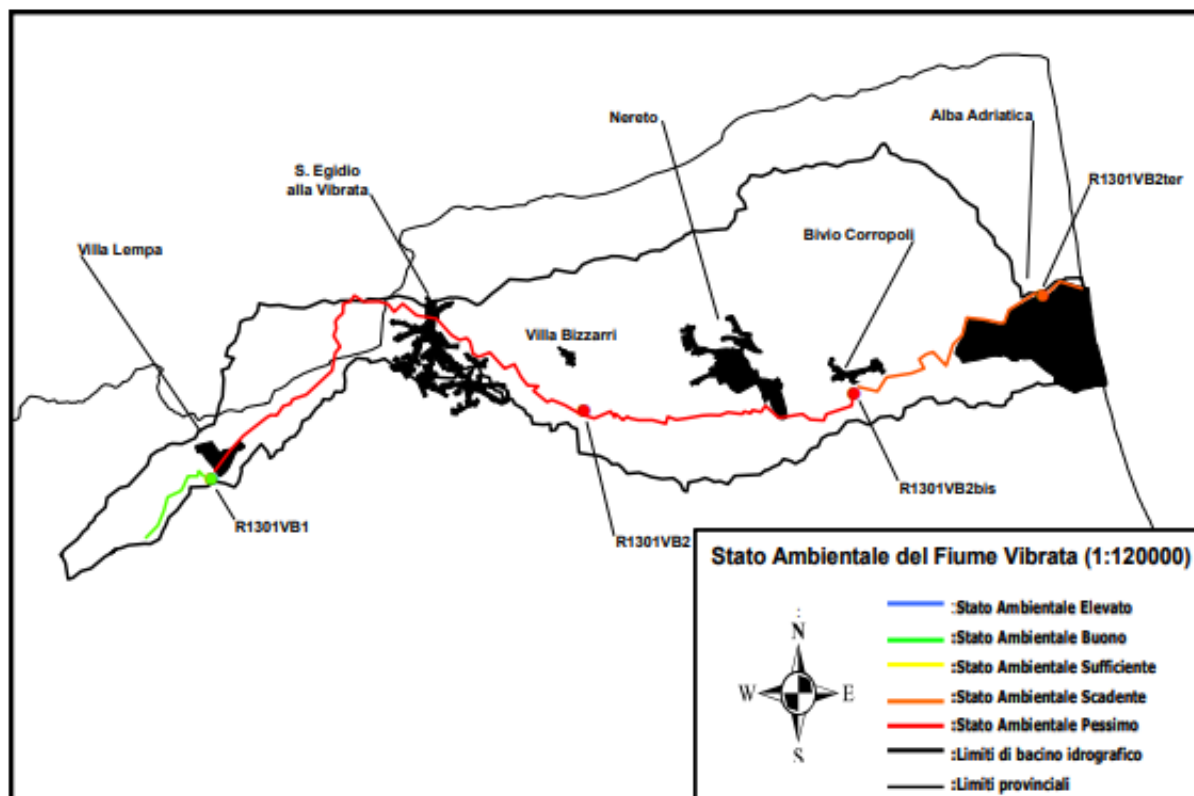 Nereto
Alba Adriatica
S. Egidio
alla Vibrata
R1301VB2ter
Villa Lempa
Bivio Corropoli
Villa Bizzarri
R1301VB2bis
R1301VB1
R1301VB2
Stato Ambientale del Fiume Vibrata (1:120000)
:
N
W E
S
:Stato Ambientale Elevato
:Stato Ambientale Buono
:Stato Ambientale Sufficiente
:Stato Ambientale Scadente
:Stato Ambientale Pessimo
:Limiti di bacino idrografico
:Limiti provinciali